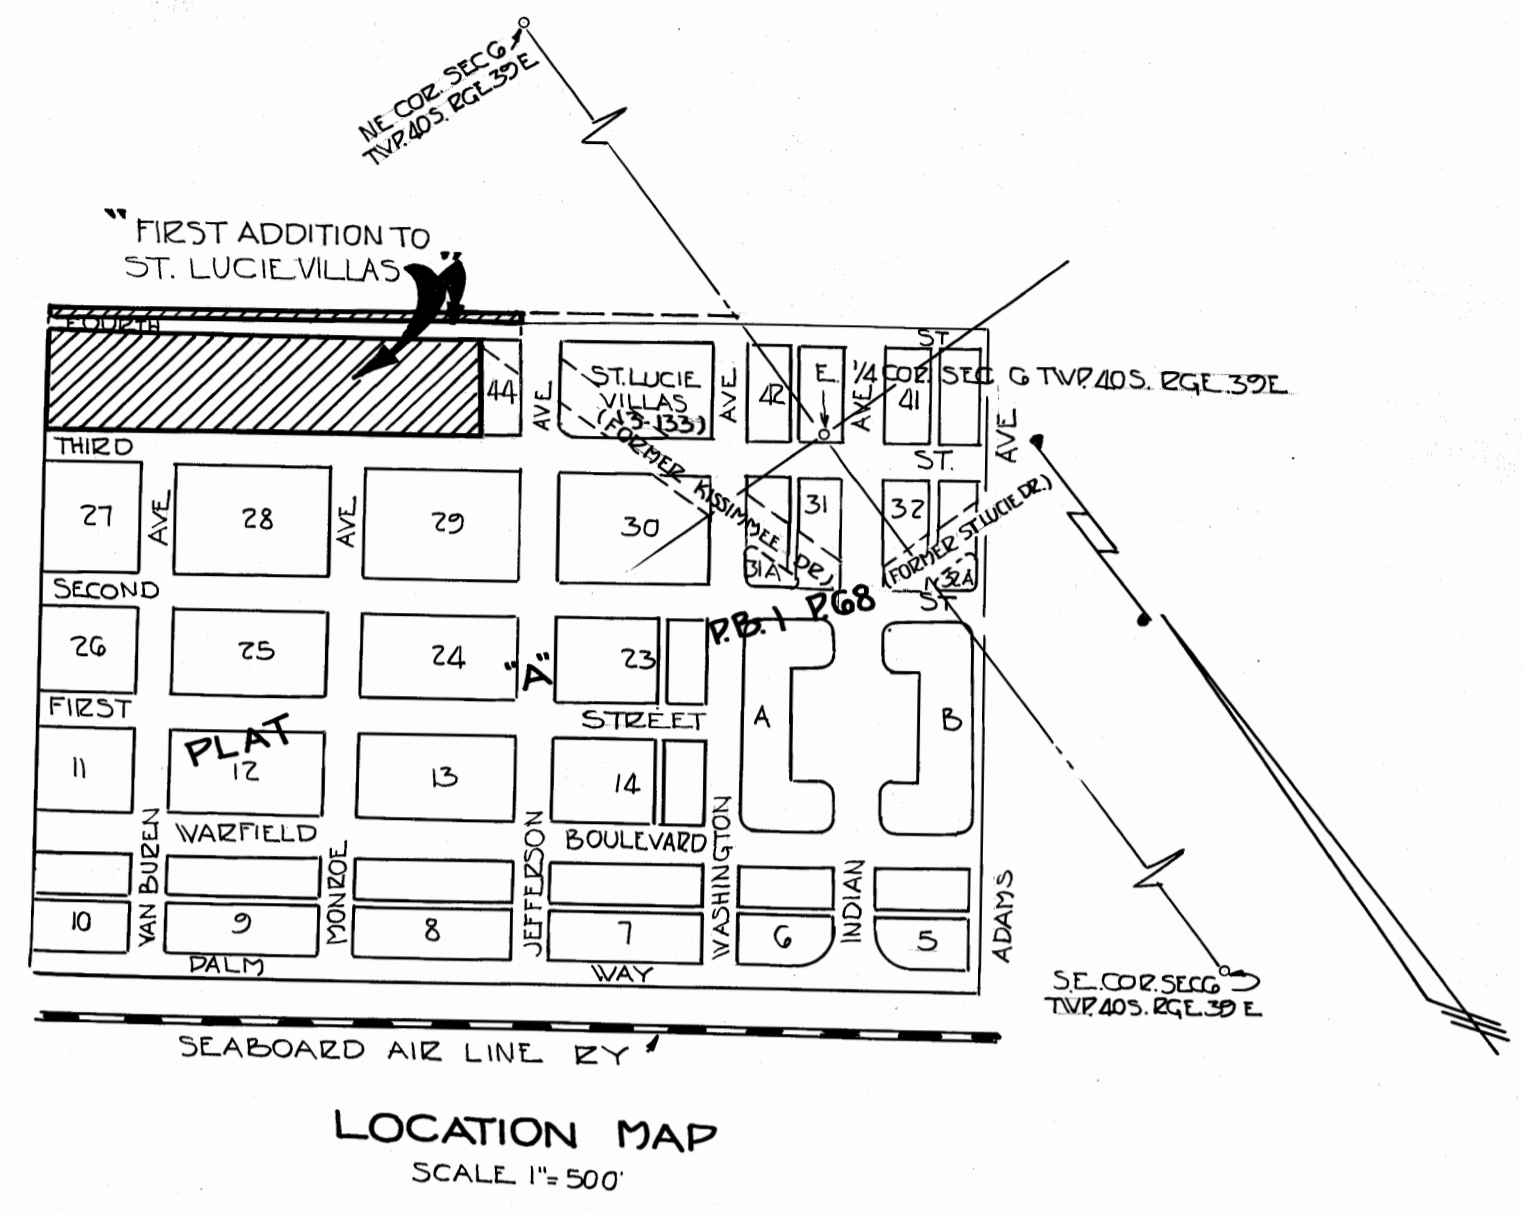 NE COR. SEC 6
TWP. 40 S. RGE. 39 E
" FIRST ADDITION TO
ST. LUCIE VILLAS "
FOURTH
ST
44
AVE
ST. LUCIE
VILLAS
(13-133)
AVE
42
E. 1/4 COR. SEC 6 TWP. 40 S. RGE. 39 E
AVE
41
AVE
THIRD
ST.
(FORMER KISSIMMEE DR.)
27
AVE
28
AVE.
29
30
31
32
(FORMER ST. LUCIE DR.)
31A
32A
N
SECOND
ST
P.B. 1 P.68
26
25
24
"A"
23
FIRST
STREET
A
B
PLAT
11
12
13
14
WARFIELD
BOULEVARD
VAN BUREN
MONROE
JEFFERSON
WASHINGTON
INDIAN
ADAMS
10
9
8
7
6
5
PALM
WAY
S.E. COR. SEC 6
TWP. 40 S. RGE. 39 E
SEABOARD AIR LINE RY
LOCATION MAP
SCALE 1"= 500'